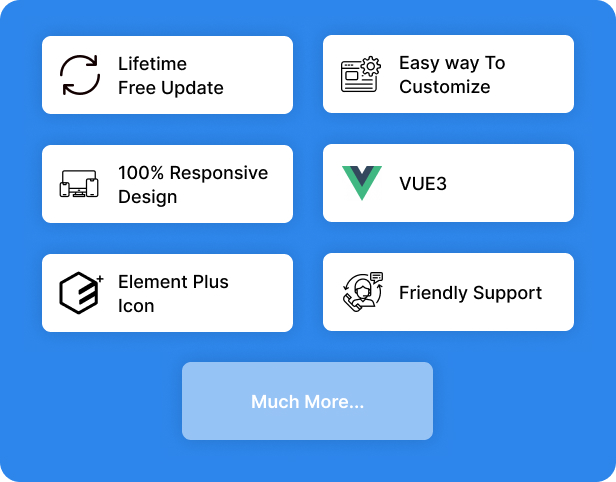 Lifetime
Free Update
Easy way To
Customize
100% Responsive
Design
VUE3
Element Plus
Icon
Friendly Support
Much More...